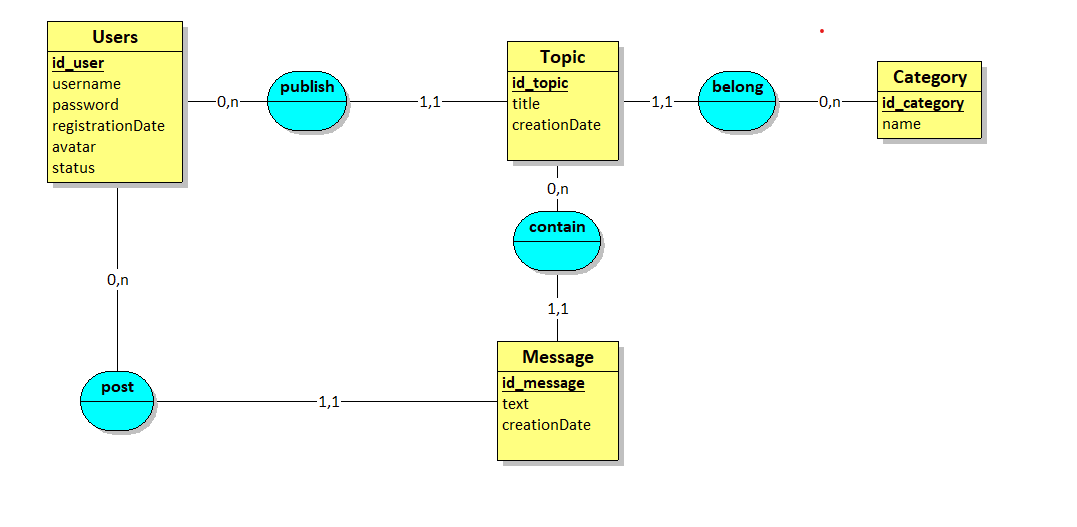 Users
id_user
username
password
registrationDate
avatar
status
0,n
publish
1,1
Topic
id_topic
title
creationDate
1,1
belong
0,n
Category
id_category
name
0,n
contain
1,1
0,n
post
1,1
Message
id_message
text
creationDate